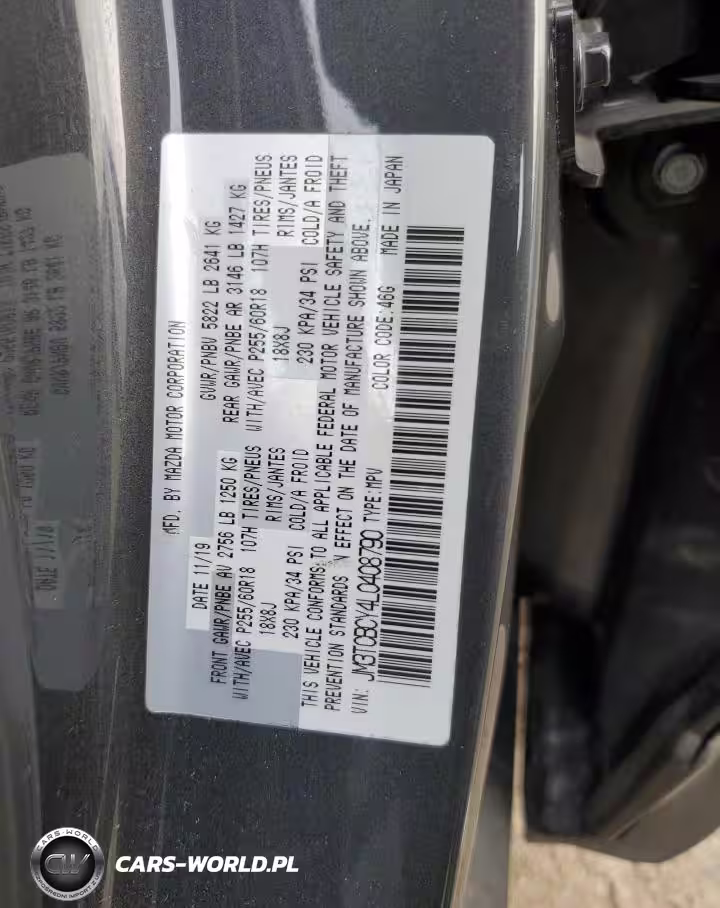 MFD. BY MAZDA MOTOR CORPORATION
DATE 11/19 GVWR/PNBV 5822 LB 2641 KG
FRONT GAWR/PNBE AV 2756 LB 1250 KG REAR GAWR/PNBE AR 3146 LB 1427 KG
WITH/AVEC P255/60R18 107H TIRES/PNEUS WITH/AVEC P255/60R18 107H TIRES/PNEUS
18X8J RIMS/JANTES 18X8J RIMS/JANTES
230 KPA/34 PSI COLD/A FROID 230 KPA/34 PSI COLD/A FROID
THIS VEHICLE CONFORMS TO ALL APPLICABLE FEDERAL MOTOR VEHICLE SAFETY AND THEFT
PREVENTION STANDARDS N EFFECT ON THE DATE OF MANUFACTURE SHOWN ABOVE.
VIN: JM3TCBCY4L0408790 TYPE:MPV COLOR CODE:46G MADE IN JAPAN
CARS-WORLD
CW
CARS-WORLD.PL